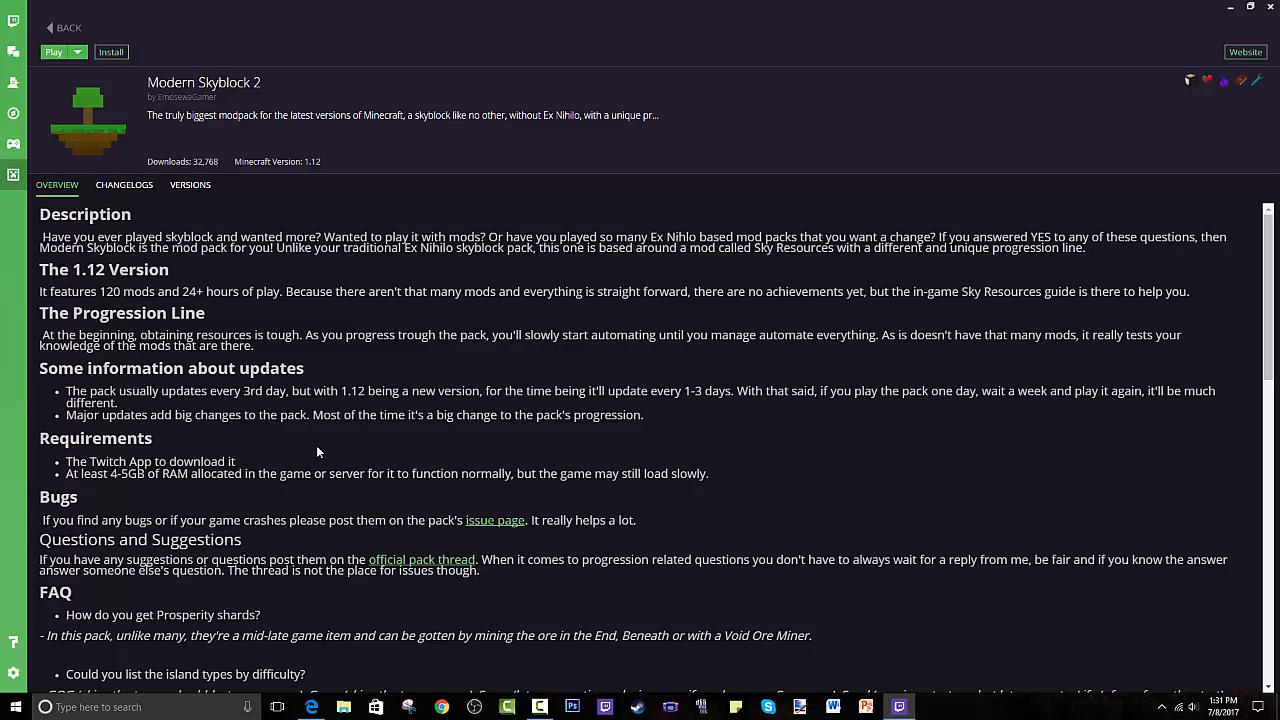 BACK
Play
Install
Website
Modern Skyblock 2
by EmosewaGamer
The truly biggest modpack for the latest versions of Minecraft, a skyblock like no other, without Ex Nihilo, with a unique pr...
Downloads: 32,768 Minecraft Version: 1.12
OVERVIEW CHANGELOGS VERSIONS
Description
Have you ever played skyblock and wanted more? Wanted to play it with mods? Or have you played so many Ex Nihlo based mod packs that you want a change? If you answered YES to any of these questions, then
Modern Skyblock is the mod pack for you! Unlike your traditional Ex Nihilo skyblock pack, this one is based around a mod called Sky Resources with a different and unique progression line.
The 1.12 Version
It features 120 mods and 24+ hours of play. Because there aren't that many mods and everything is straight forward, there are no achievements yet, but the in-game Sky Resources guide is there to help you.
The Progression Line
At the beginning, obtaining resources is tough. As you progress trough the pack, you'll slowly start automating until you manage automate everything. As is doesn't have that many mods, it really tests your
knowledge of the mods that are there.
Some information about updates
The pack usually updates every 3rd day, but with 1.12 being a new version, for the time being it'll update every 1-3 days. With that said, if you play the pack one day, wait a week and play it again, it'll be much
different.
Major updates add big changes to the pack. Most of the time it's a big change to the pack's progression.
Requirements
The Twitch App to download it
At least 4-5GB of RAM allocated in the game or server for it to function normally, but the game may still load slowly.
Bugs
If you find any bugs or if your game crashes please post them on the pack's issue page. It really helps a lot.
Questions and Suggestions
If you have any suggestions or questions post them on the official pack thread. When it comes to progression related questions you don't have to always wait for a reply from me, be fair and if you know the answer
answer someone else's question. The thread is not the place for issues though.
FAQ
How do you get Prosperity shards?
- In this pack, unlike many, they're a mid-late game item and can be gotten by mining the ore in the End, Beneath or with a Void Ore Miner.
Could you list the island types by difficulty?
Type here to search
1:31 PM
7/8/2017